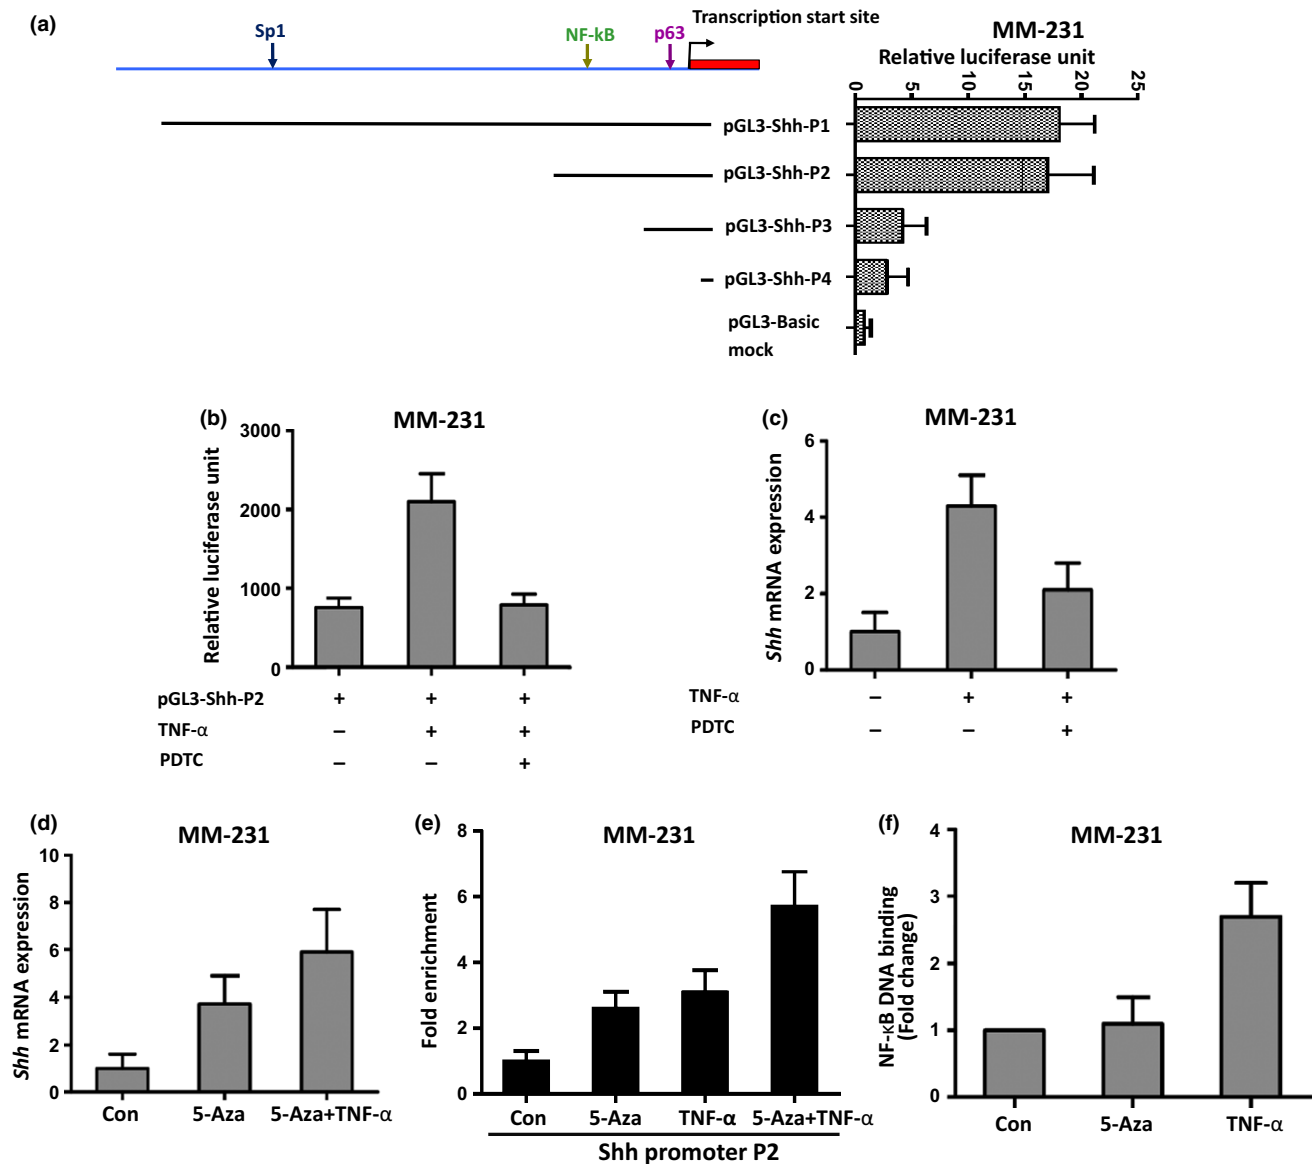 (a)
Sp1
NF-kB
p63
Transcription start site
MM-231
Relative luciferase unit
0 5 10 15 20 25
pGL3-Shh-P1
pGL3-Shh-P2
pGL3-Shh-P3
pGL3-Shh-P4
pGL3-Basic
mock
(b)
MM-231
Relative luciferase unit
3000
2000
1000
0
pGL3-Shh-P2 + + +
TNF-α – + +
PDTC – – +
(c)
MM-231
Shh mRNA expression
6
4
2
0
TNF-α – + +
PDTC – – +
(d)
MM-231
Shh mRNA expression
10
8
6
4
2
0
Con 5-Aza 5-Aza+TNF-α
(e)
MM-231
Fold enrichment
8
6
4
2
0
Con 5-Aza TNF-α 5-Aza+TNF-α
Shh promoter P2
(f)
MM-231
NF-κB DNA binding
(Fold change)
4
3
2
1
0
Con 5-Aza TNF-α